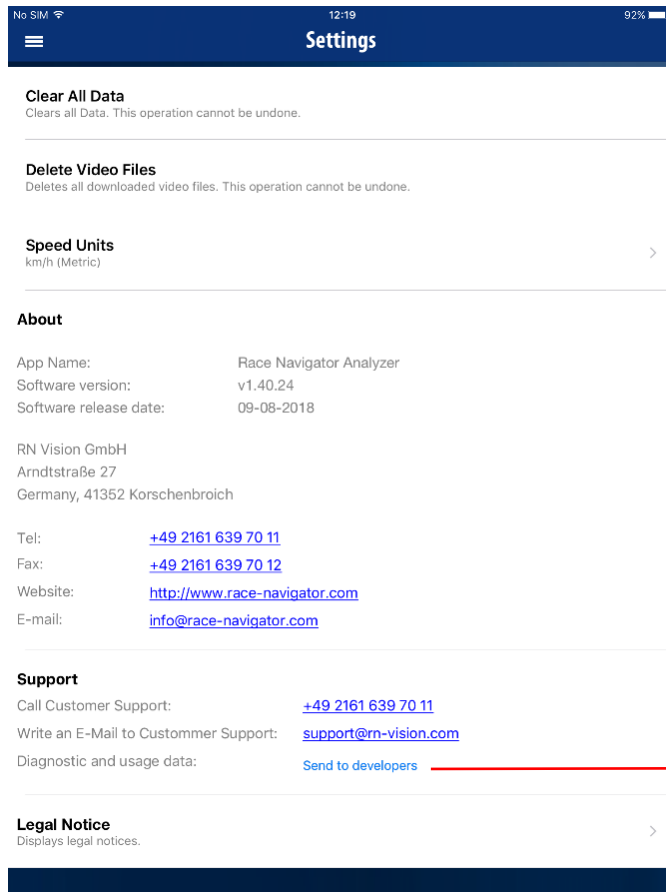 No SIM 12:19 92%
Settings
Clear All Data
Clears all Data. This operation cannot be undone.
Delete Video Files
Deletes all downloaded video files. This operation cannot be undone.
Speed Units
km/h (Metric)
About
App Name: Race Navigator Analyzer
Software version: v1.40.24
Software release date: 09-08-2018
RN Vision GmbH
Arndtstraße 27
Germany, 41352 Korschenbroich
Tel: +49 2161 639 70 11
Fax: +49 2161 639 70 12
Website: http://www.race-navigator.com
E-mail: info@race-navigator.com
Support
Call Customer Support: +49 2161 639 70 11
Write an E-Mail to Custommer Support: support@rn-vision.com
Diagnostic and usage data: Send to developers
Legal Notice
Displays legal notices.